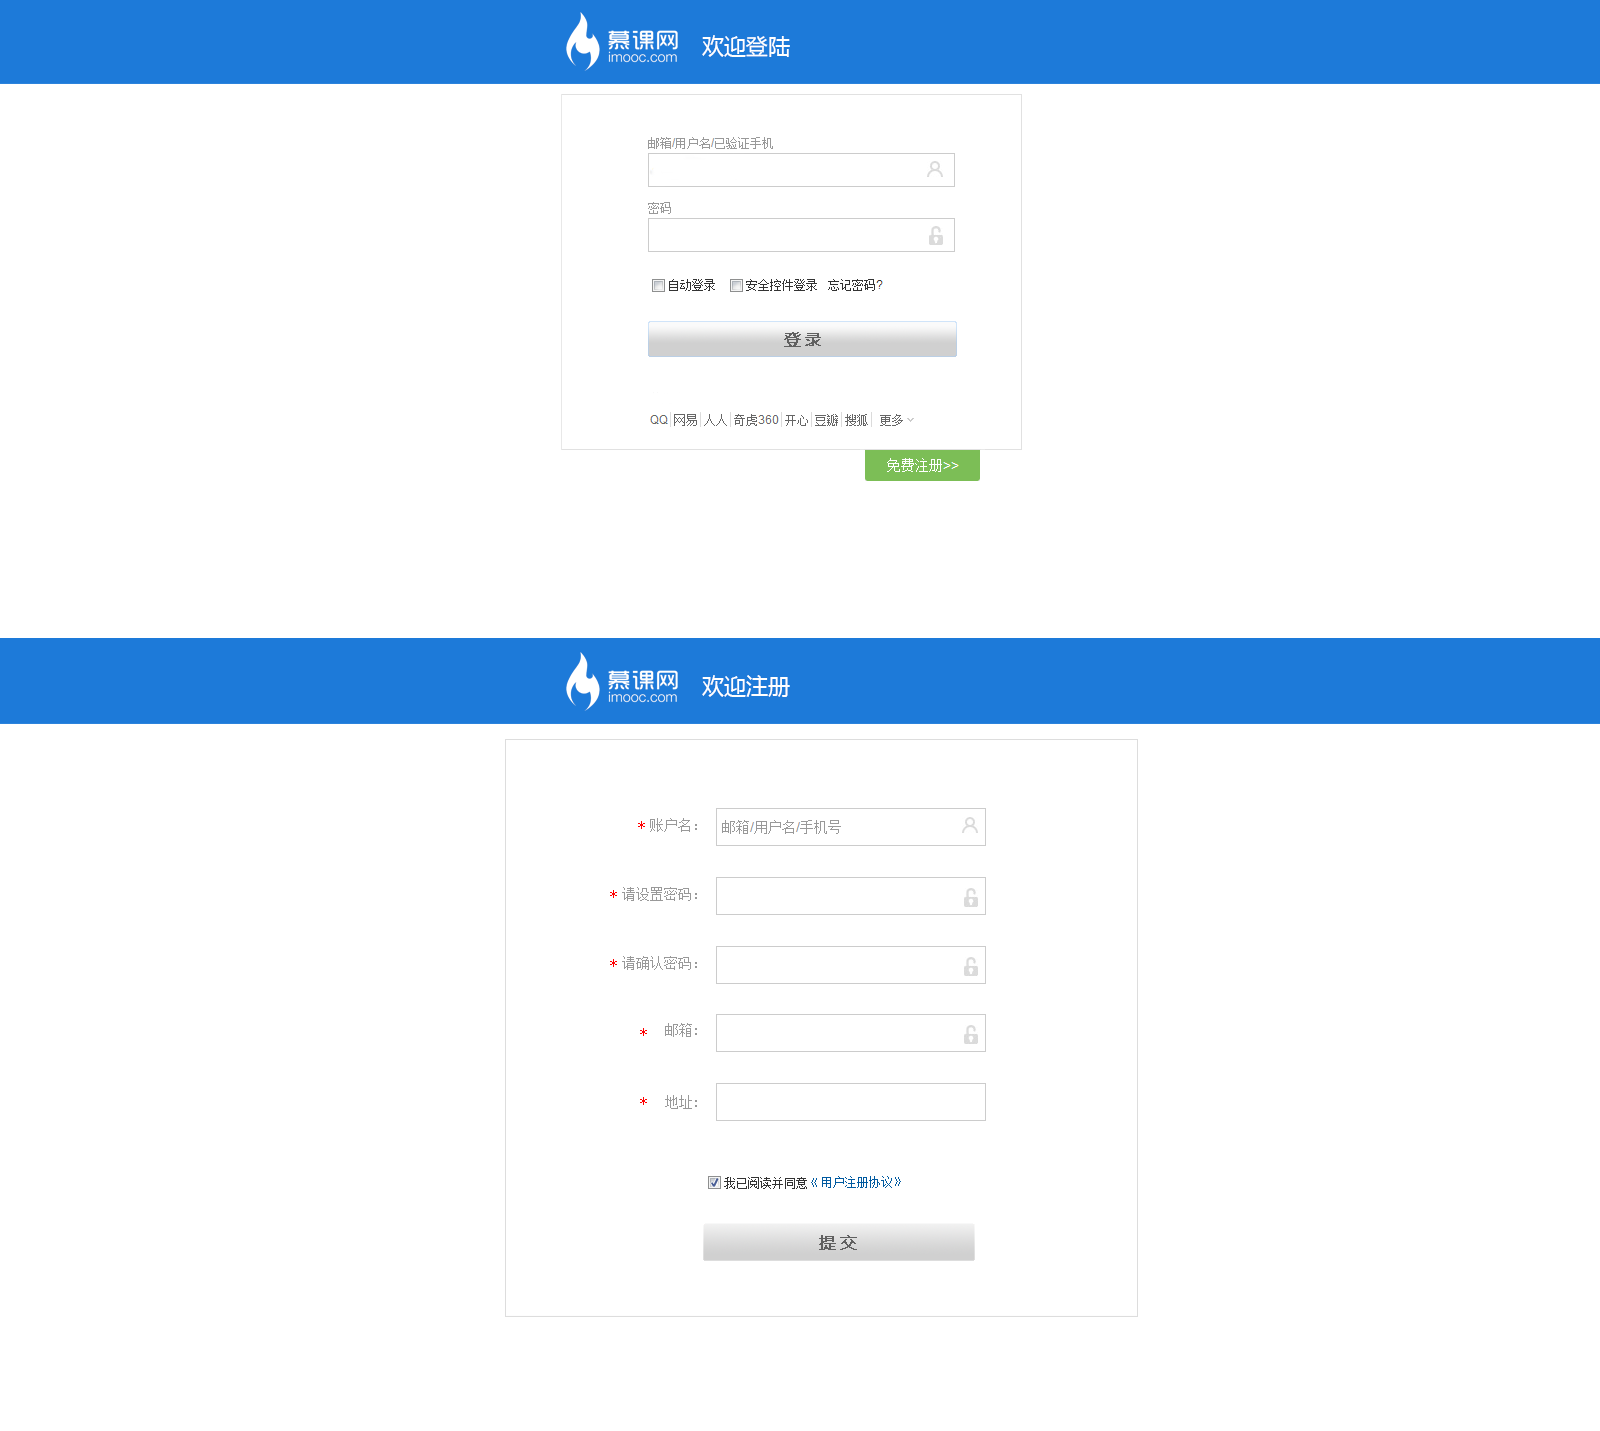 慕课网
imooc.com
欢迎登陆
邮箱/用户名/已验证手机
密码
自动登录 安全控件登录 忘记密码?
登录
QQ 网易 人人 奇虎360 开心 豆瓣 搜狐 更多
免费注册>>
慕课网
imooc.com
欢迎注册
* 账户名： 邮箱/用户名/手机号
* 请设置密码：
* 请确认密码：
* 邮箱：
* 地址：
我已阅读并同意《用户注册协议》
提交